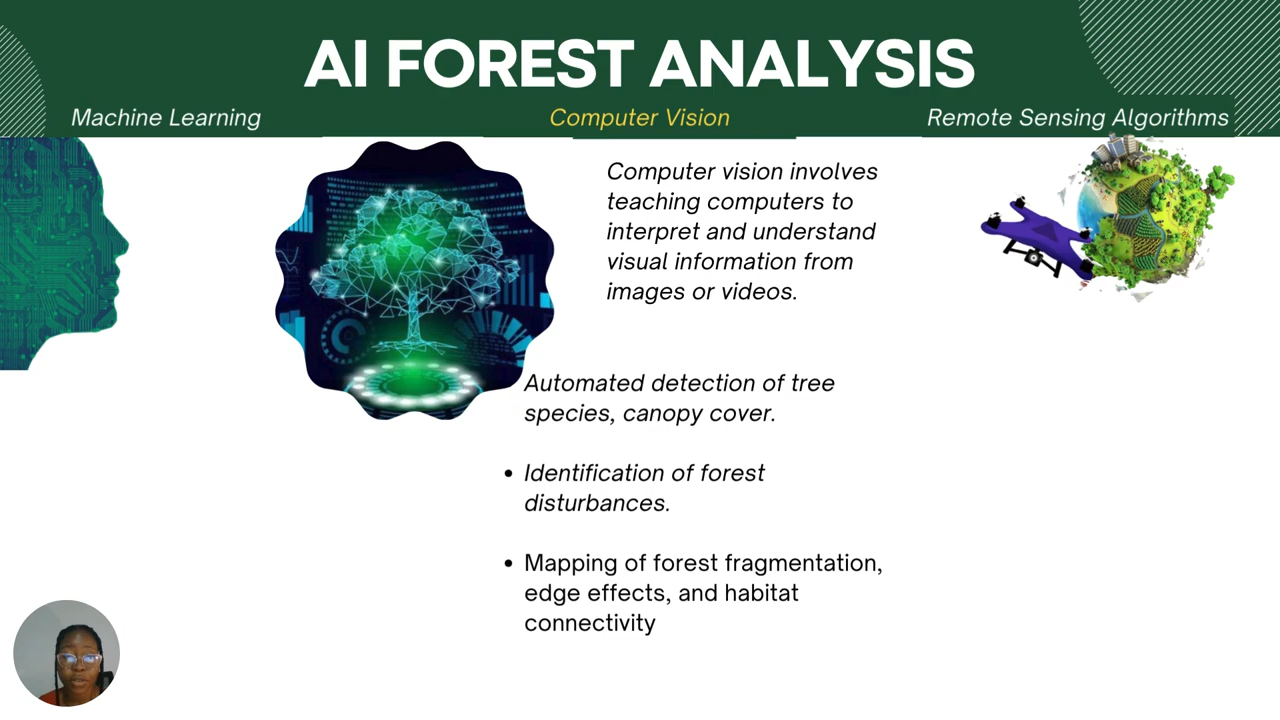 AI FOREST ANALYSIS
Machine Learning
Computer Vision
Remote Sensing Algorithms
Computer vision involves
teaching computers to
interpret and understand
visual information from
images or videos.
Automated detection of tree
species, canopy cover.
• Identification of forest
disturbances.
• Mapping of forest fragmentation,
edge effects, and habitat
connectivity